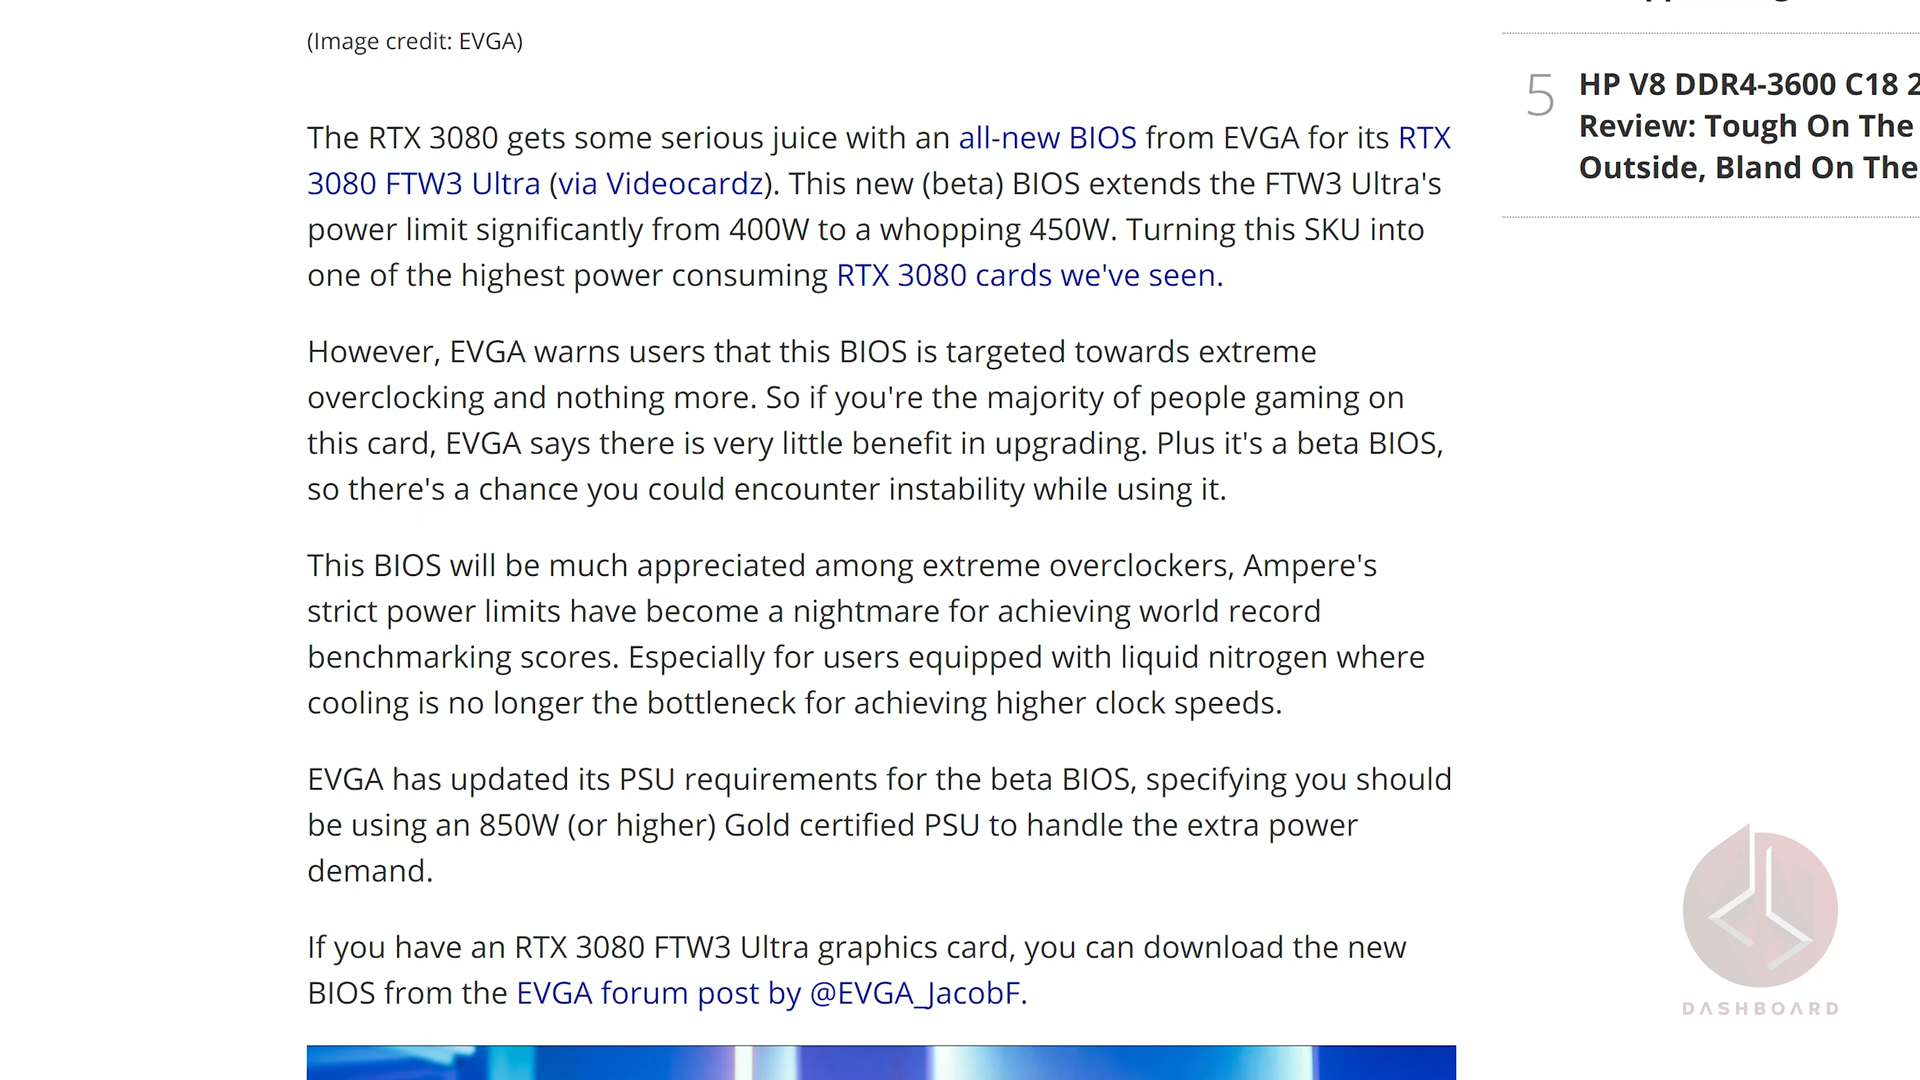 (Image credit: EVGA)
The RTX 3080 gets some serious juice with an all-new BIOS from EVGA for its RTX
3080 FTW3 Ultra (via Videocardz). This new (beta) BIOS extends the FTW3 Ultra's
power limit significantly from 400W to a whopping 450W. Turning this SKU into
one of the highest power consuming RTX 3080 cards we've seen.
However, EVGA warns users that this BIOS is targeted towards extreme
overclocking and nothing more. So if you're the majority of people gaming on
this card, EVGA says there is very little benefit in upgrading. Plus it's a beta BIOS,
so there's a chance you could encounter instability while using it.
This BIOS will be much appreciated among extreme overclockers, Ampere's
strict power limits have become a nightmare for achieving world record
benchmarking scores. Especially for users equipped with liquid nitrogen where
cooling is no longer the bottleneck for achieving higher clock speeds.
EVGA has updated its PSU requirements for the beta BIOS, specifying you should
be using an 850W (or higher) Gold certified PSU to handle the extra power
demand.
If you have an RTX 3080 FTW3 Ultra graphics card, you can download the new
BIOS from the EVGA forum post by @EVGA_JacobF.
5
HP V8 DDR4-3600 C18 2
Review: Tough On The
Outside, Bland On The
DASHBOARD